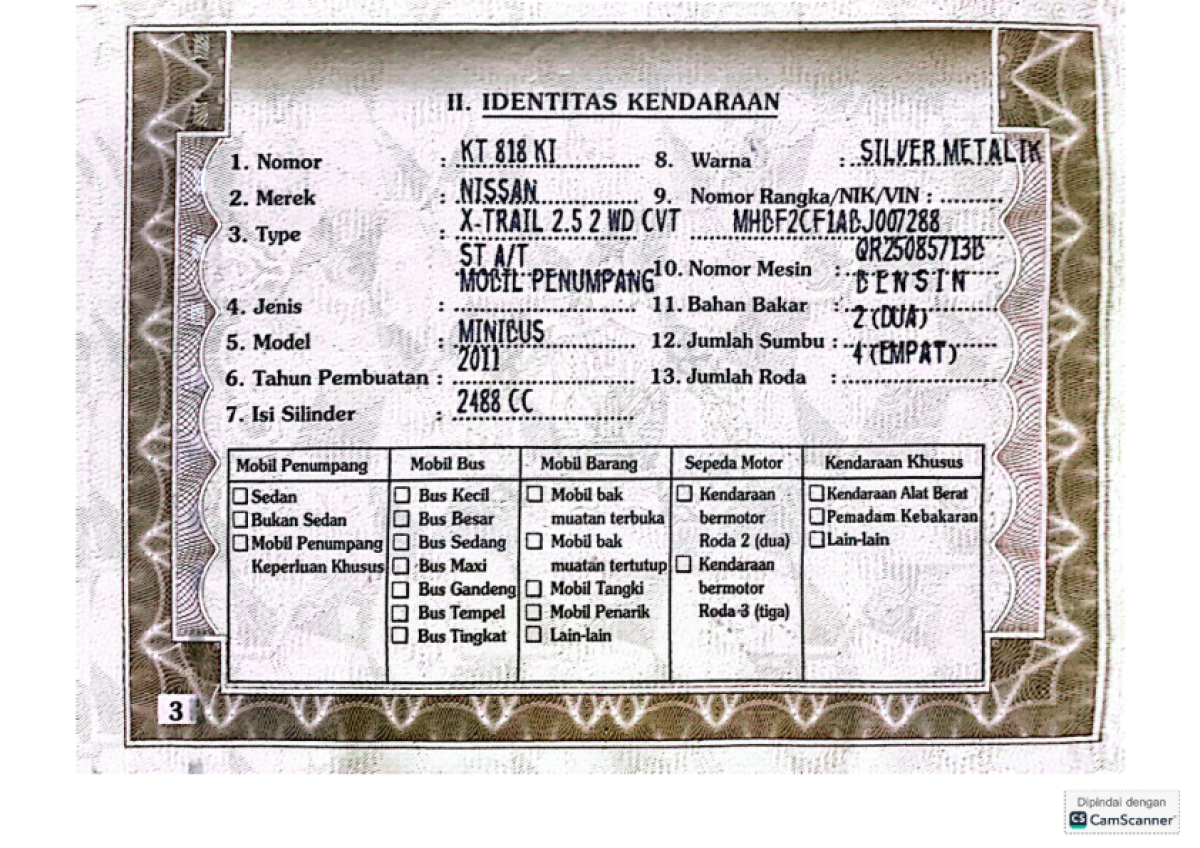 II. IDENTITAS KENDARAAN
1. Nomor : KT 818 KI
2. Merek : NISSAN
3. Type : X-TRAIL 2.5 2 WD CVT
ST A/T
4. Jenis : MOBIL PENUMPANG
5. Model : MINIBUS
6. Tahun Pembuatan : 2011
7. Isi Silinder : 2488 CC
8. Warna : SILVER METALIK
9. Nomor Rangka/NIK/VIN :
MHBF2CF1ABJ007288
10. Nomor Mesin : QR25085713B
11. Bahan Bakar : BENSIN
12. Jumlah Sumbu : 2 (DUA)
13. Jumlah Roda : 4 (EMPAT)
Mobil Penumpang
Sedan
Bukan Sedan
Mobil Penumpang
Keperluan Khusus
Mobil Bus
Bus Kecil
Bus Besar
Bus Sedang
Bus Maxi
Bus Gandeng
Bus Tempel
Bus Tingkat
Mobil Barang
Mobil bak
muatan terbuka
Mobil bak
muatan tertutup
Mobil Tangki
Mobil Penarik
Lain-lain
Sepeda Motor
Kendaraan
bermotor
Roda 2 (dua)
Kendaraan
bermotor
Roda 3 (tiga)
Kendaraan Khusus
Kendaraan Alat Berat
Pemadam Kebakaran
Lain-lain
3
Dipindai dengan
CS CamScanner